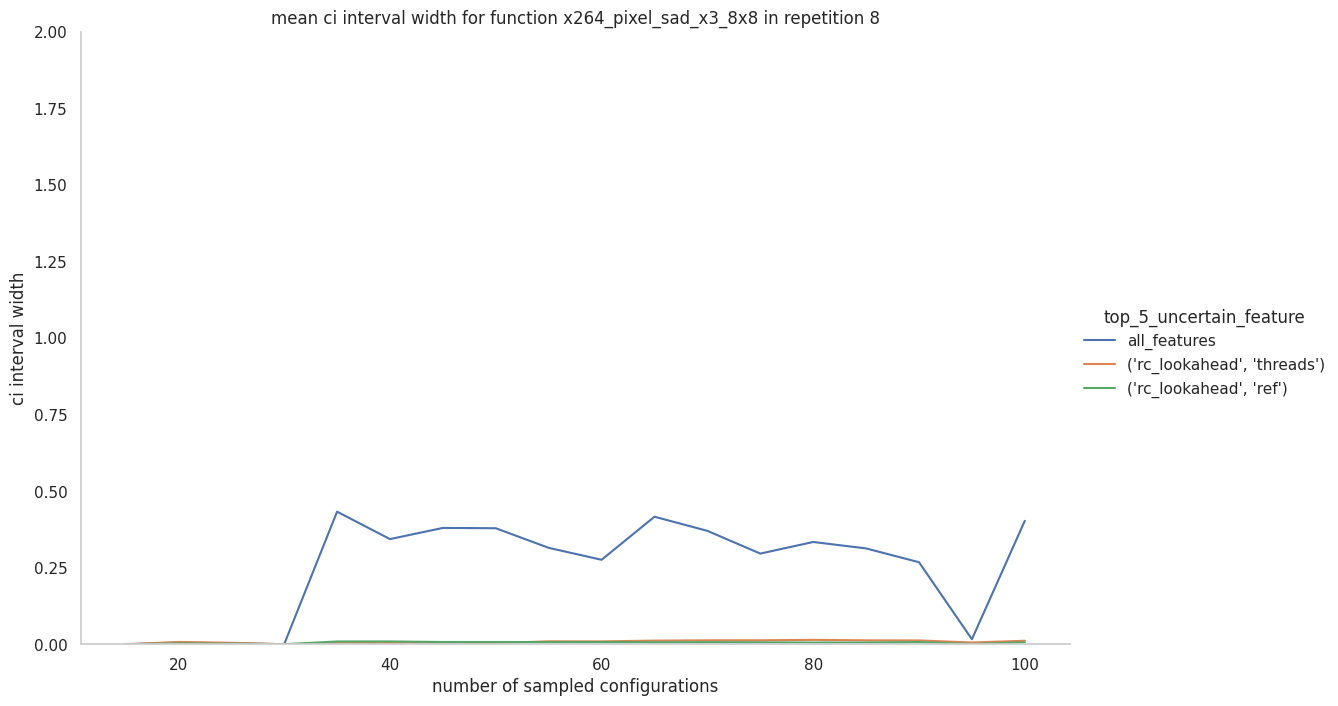 mean ci interval width for function x264_pixel_sad_x3_8x8 in repetition 8
2.00
1.75
1.50
1.25
1.00
0.75
0.50
0.25
0.00
ci interval width
20
40
60
80
100
number of sampled configurations
top_5_uncertain_feature
all_features
('rc_lookahead', 'threads')
('rc_lookahead', 'ref')